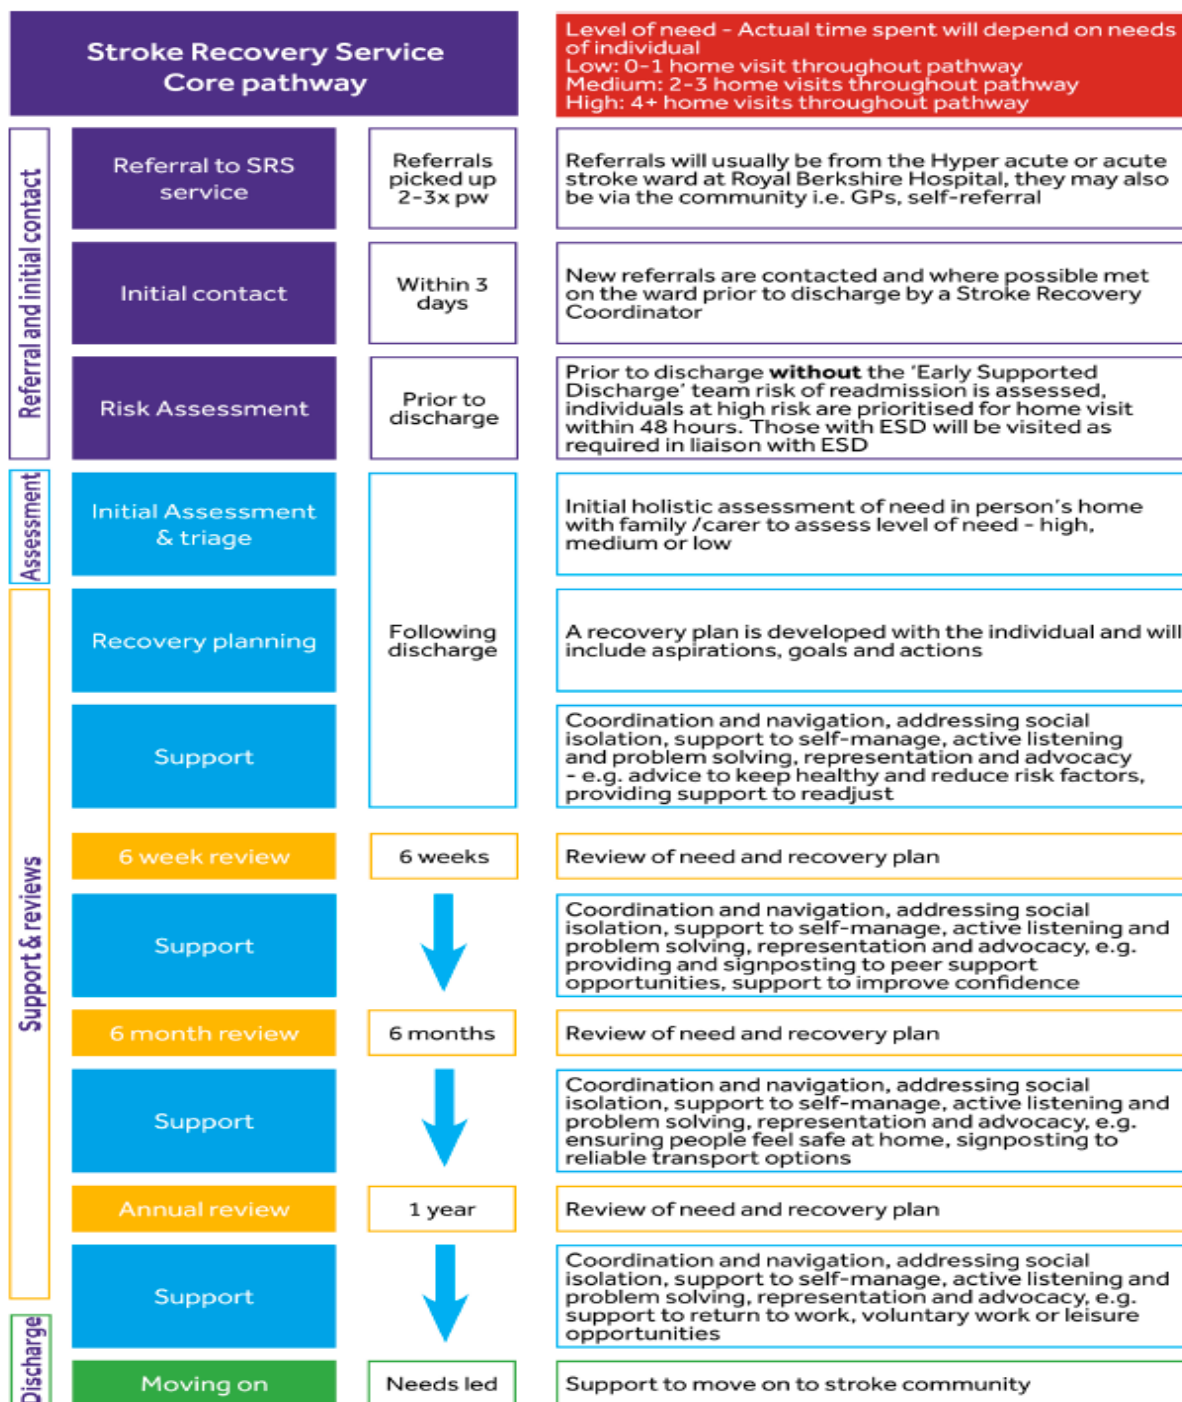 Stroke Recovery Service
Core pathway
Level of need - Actual time spent will depend on needs
of individual
Low: 0-1 home visit throughout pathway
Medium: 2-3 home visits throughout pathway
High: 4+ home visits throughout pathway
Referral and initial contact
Referral to SRS
service
Referrals
picked up
2-3x pw
Referrals will usually be from the Hyper acute or acute
stroke ward at Royal Berkshire Hospital, they may also
be via the community i.e. GPs, self-referral
Initial contact
Within 3
days
New referrals are contacted and where possible met
on the ward prior to discharge by a Stroke Recovery
Coordinator
Risk Assessment
Prior to
discharge
Prior to discharge without the ‘Early Supported
Discharge’ team risk of readmission is assessed,
individuals at high risk are prioritised for home visit
within 48 hours. Those with ESD will be visited as
required in liaison with ESD
Assessment
Initial Assessment
& triage
Following
discharge
Initial holistic assessment of need in person’s home
with family /carer to assess level of need - high,
medium or low
Support & reviews
Recovery planning
A recovery plan is developed with the individual and will
include aspirations, goals and actions
Support
Coordination and navigation, addressing social
isolation, support to self-manage, active listening
and problem solving, representation and advocacy
- e.g. advice to keep healthy and reduce risk factors,
providing support to readjust
6 week review
6 weeks
Review of need and recovery plan
Support
Coordination and navigation, addressing social
isolation, support to self-manage, active listening and
problem solving, representation and advocacy, e.g.
providing and signposting to peer support
opportunities, support to improve confidence
6 month review
6 months
Review of need and recovery plan
Support
Coordination and navigation, addressing social
isolation, support to self-manage, active listening and
problem solving, representation and advocacy, e.g.
ensuring people feel safe at home, signposting to
reliable transport options
Annual review
1 year
Review of need and recovery plan
Support
Coordination and navigation, addressing social
isolation, support to self-manage, active listening and
problem solving, representation and advocacy, e.g.
support to return to work, voluntary work or leisure
opportunities
Discharge
Moving on
Needs led
Support to move on to stroke community